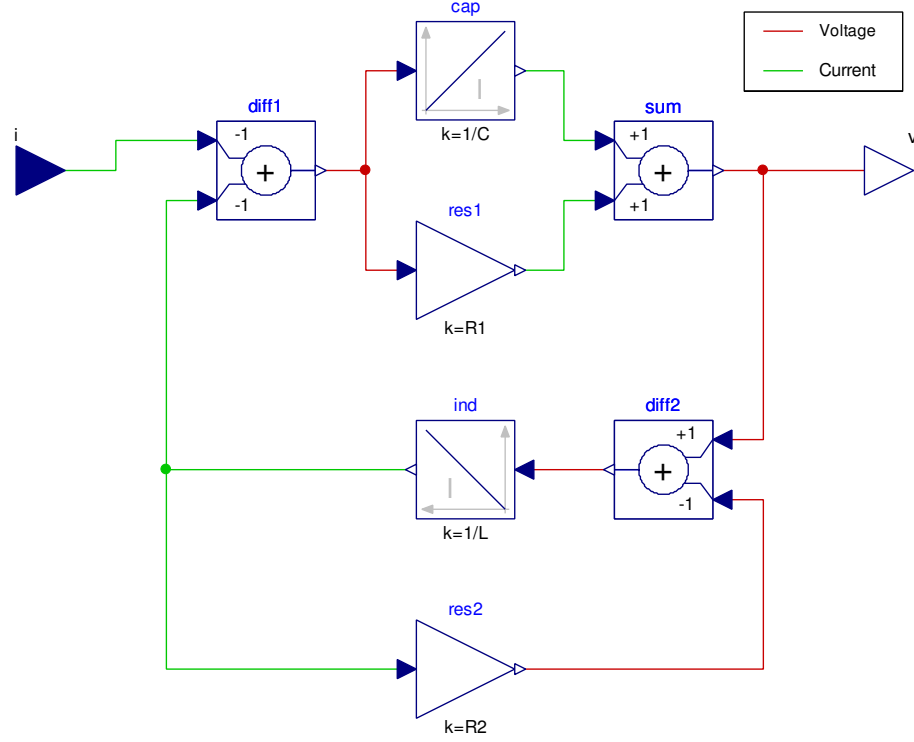 cap
Voltage
Current
k=1/C
i
diff1
-1
+
-1
sum
+1
+
+1
v
res1
k=R1
ind
k=1/L
diff2
+1
+
-1
res2
k=R2